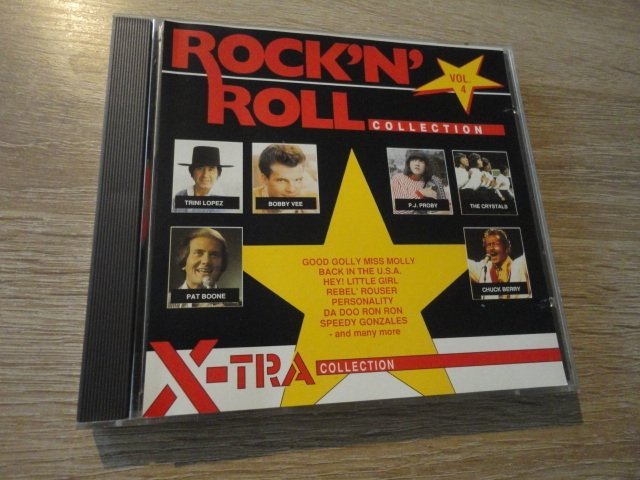 ROCK'N'
ROLL
COLLECTION
VOL.
4
TRINI LOPEZ
BOBBY VEE
P.J. PROBY
THE CRYSTALS
PAT BOONE
CHUCK BERRY
GOOD GOLLY MISS MOLLY
BACK IN THE U.S.A.
HEY! LITTLE GIRL
REBEL' ROUSER
PERSONALITY
DA DOO RON RON
SPEEDY GONZALES
- and many more
X-TRA COLLECTION